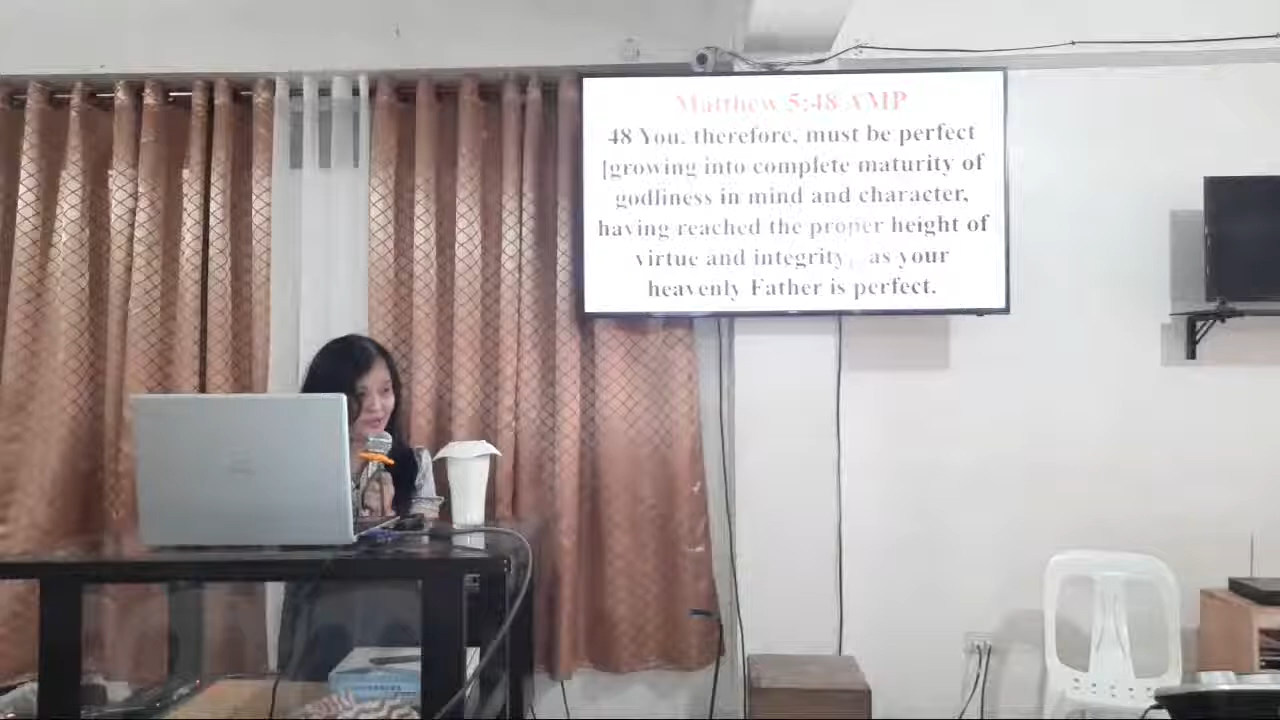 Matthew 5:48 AMP
48 You, therefore, must be perfect
[growing into complete maturity of
godliness in mind and character,
having reached the proper height of
virtue and integrity, as your
heavenly Father is perfect.